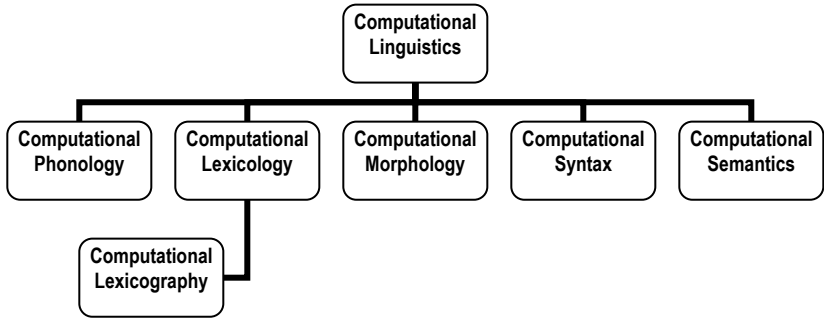 Computational
Linguistics
Computational
Phonology
Computational
Lexicology
Computational
Morphology
Computational
Syntax
Computational
Semantics
Computational
Lexicography